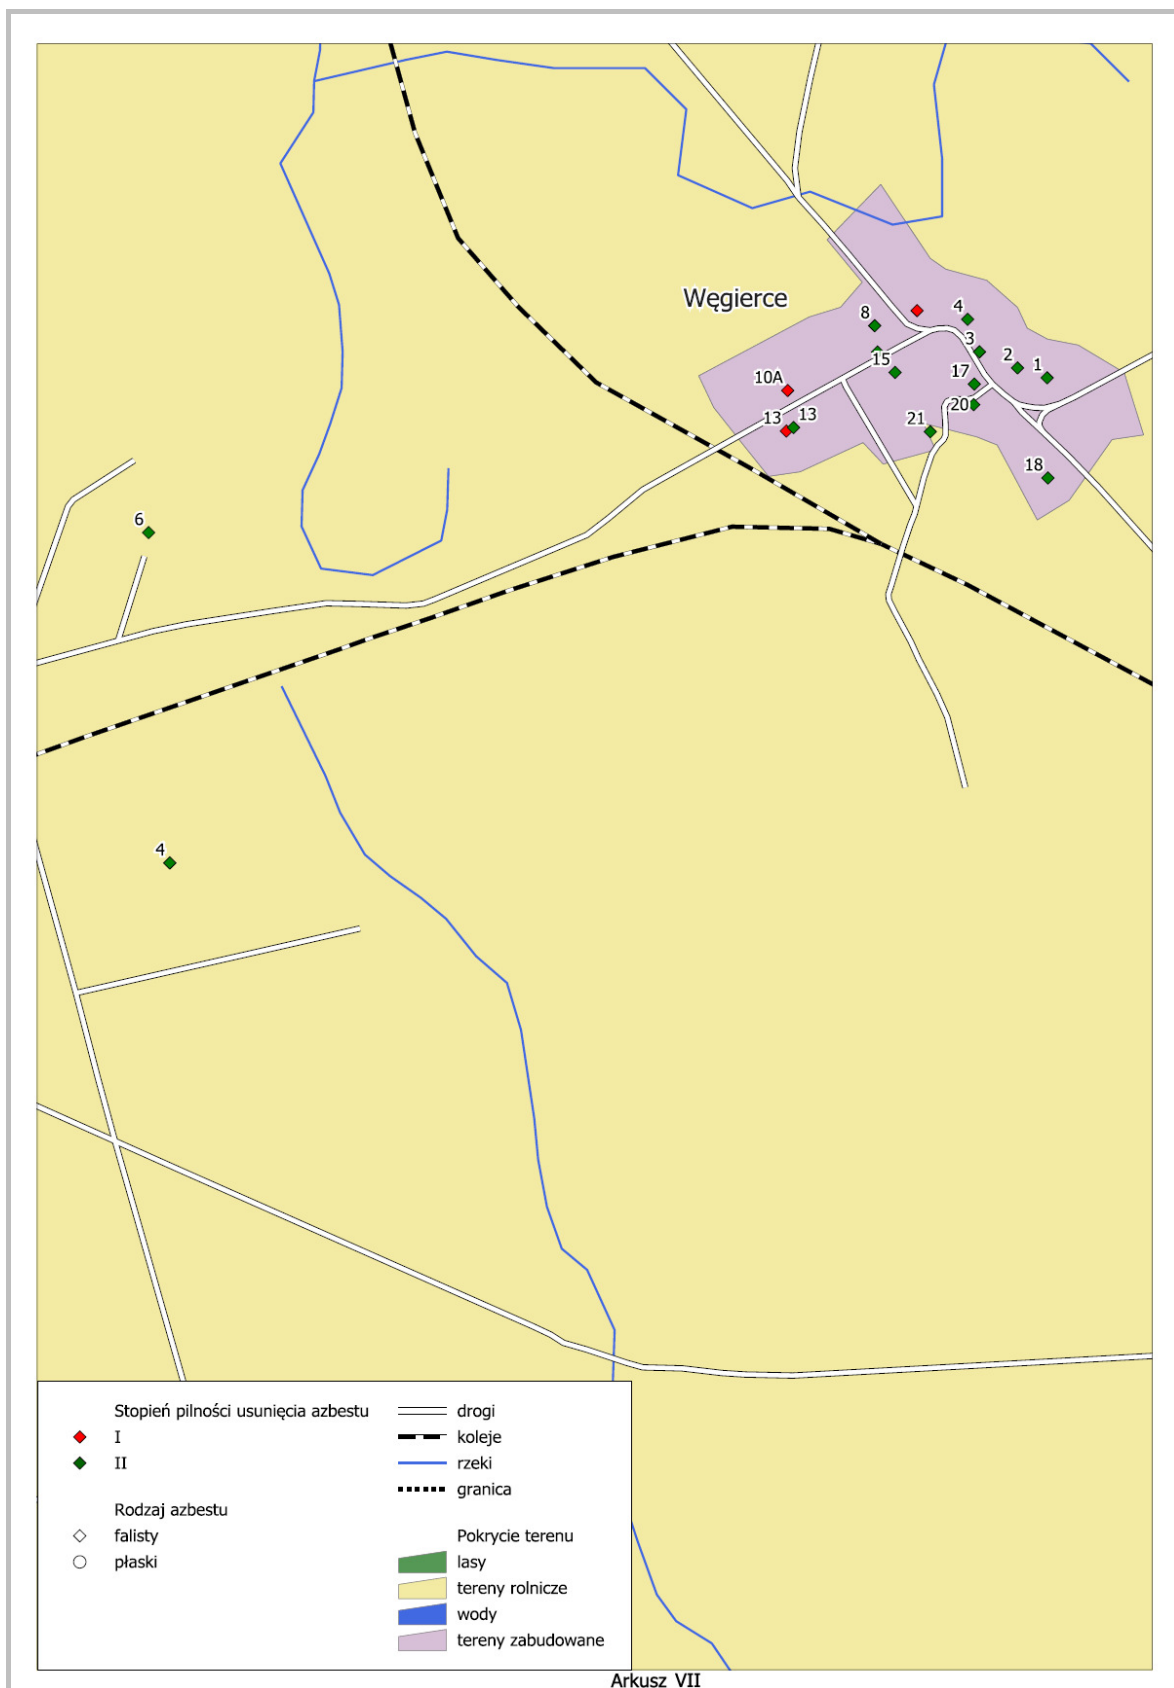 Węgierce
8
4
3
15
2
1
10A
17
13
13
20
21
18
6
4
Stopień pilności usunięcia azbestu
I
II
Rodzaj azbestu
falisty
płaski
drogi
koleje
rzeki
granica
Pokrycie terenu
lasy
tereny rolnicze
wody
tereny zabudowane
Arkusz VII